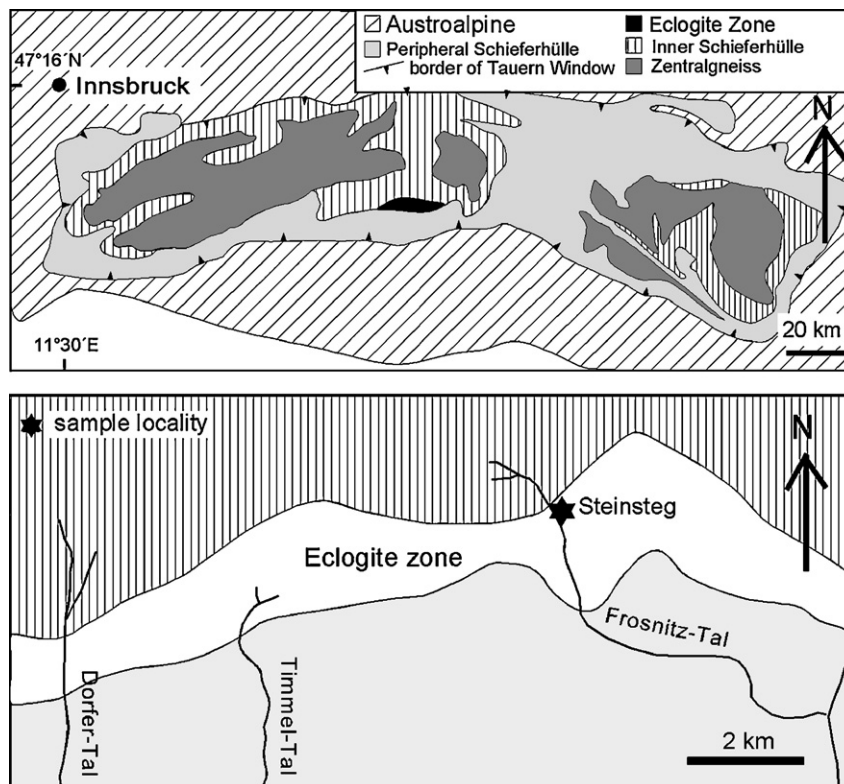 Austroalpine
Eclogite Zone
Peripheral Schieferhülle
Inner Schieferhülle
border of Tauern Window
Zentralgneiss
47°16´N
Innsbruck
N
11°30´E
20 km
sample locality
N
Steinsteg
Eclogite zone
Frosnitz-Tal
Dorfer-Tal
Timmel-Tal
2 km